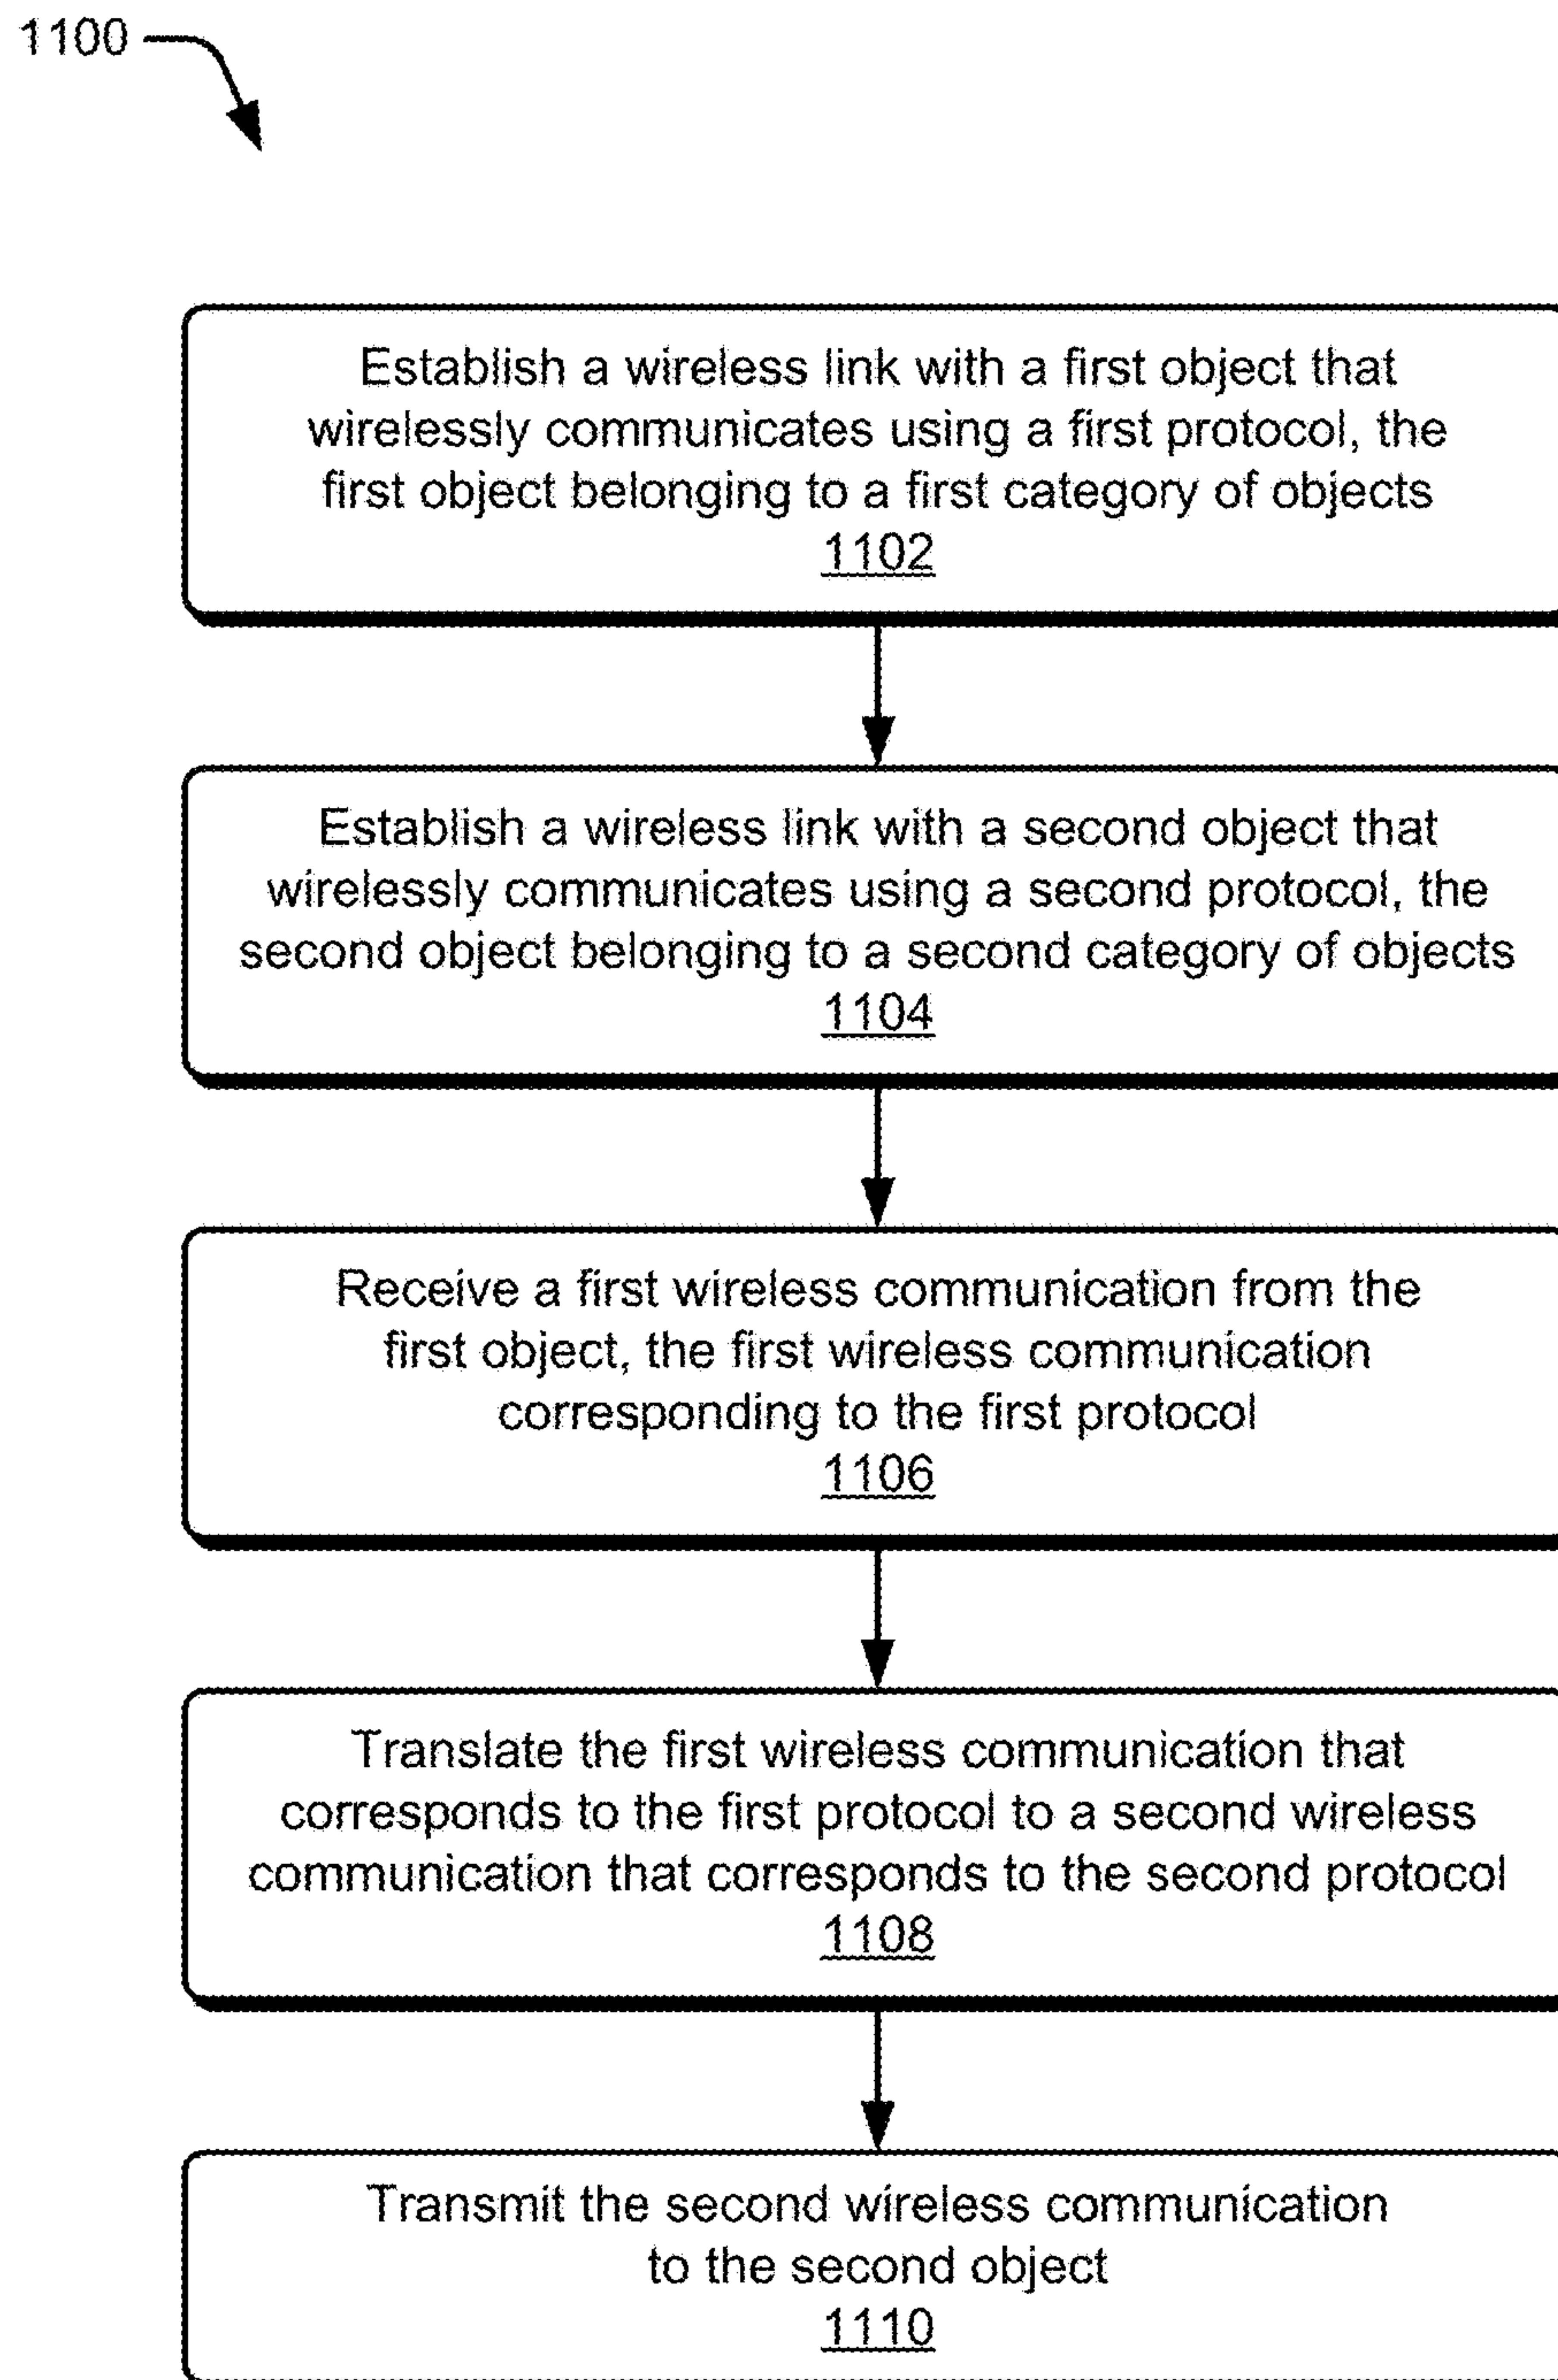 1100
Establish a wireless link with a first object that
wirelessly communicates using a first protocol, the
first object belonging to a first category of objects
1102
Establish a wireless link with a second object that
wirelessly communicates using a second protocol, the
second object belonging to a second category of objects
1104
Receive a first wireless communication from the
first object, the first wireless communication
corresponding to the first protocol
1106
Translate the first wireless communication that
corresponds to the first protocol to a second wireless
communication that corresponds to the second protocol
1108
Transmit the second wireless communication
to the second object
1110